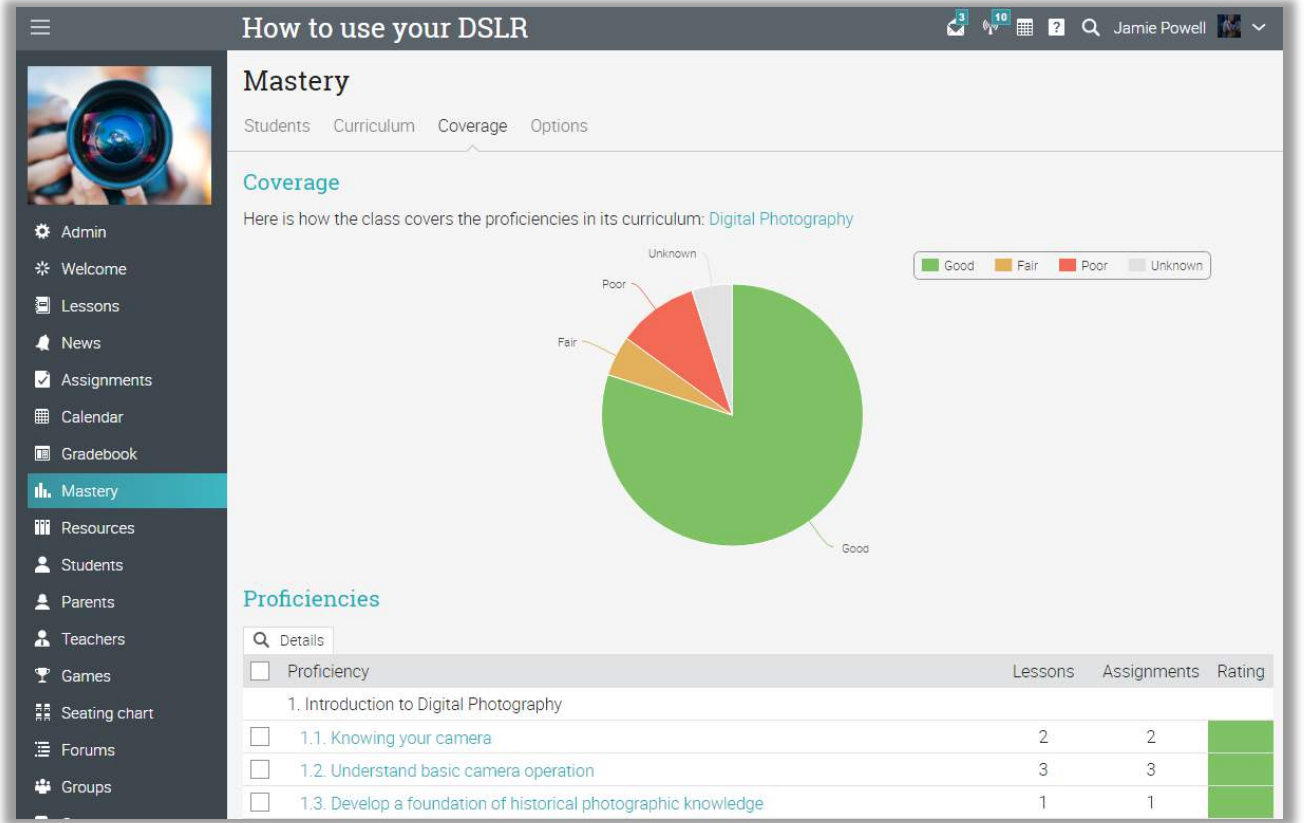 How to use your DSLR
3
10
?
Jamie Powell
Mastery
Students Curriculum Coverage Options
Coverage
Here is how the class covers the proficiencies in its curriculum: Digital Photography
Unknown
Poor
Fair
Good
Good Fair Poor Unknown
Admin
Welcome
Lessons
News
Assignments
Calendar
Gradebook
Mastery
Resources
Students
Parents
Teachers
Games
Seating chart
Forums
Groups
Proficiencies
Details
Proficiency Lessons Assignments Rating
1. Introduction to Digital Photography
1.1. Knowing your camera 2 2
1.2. Understand basic camera operation 3 3
1.3. Develop a foundation of historical photographic knowledge 1 1